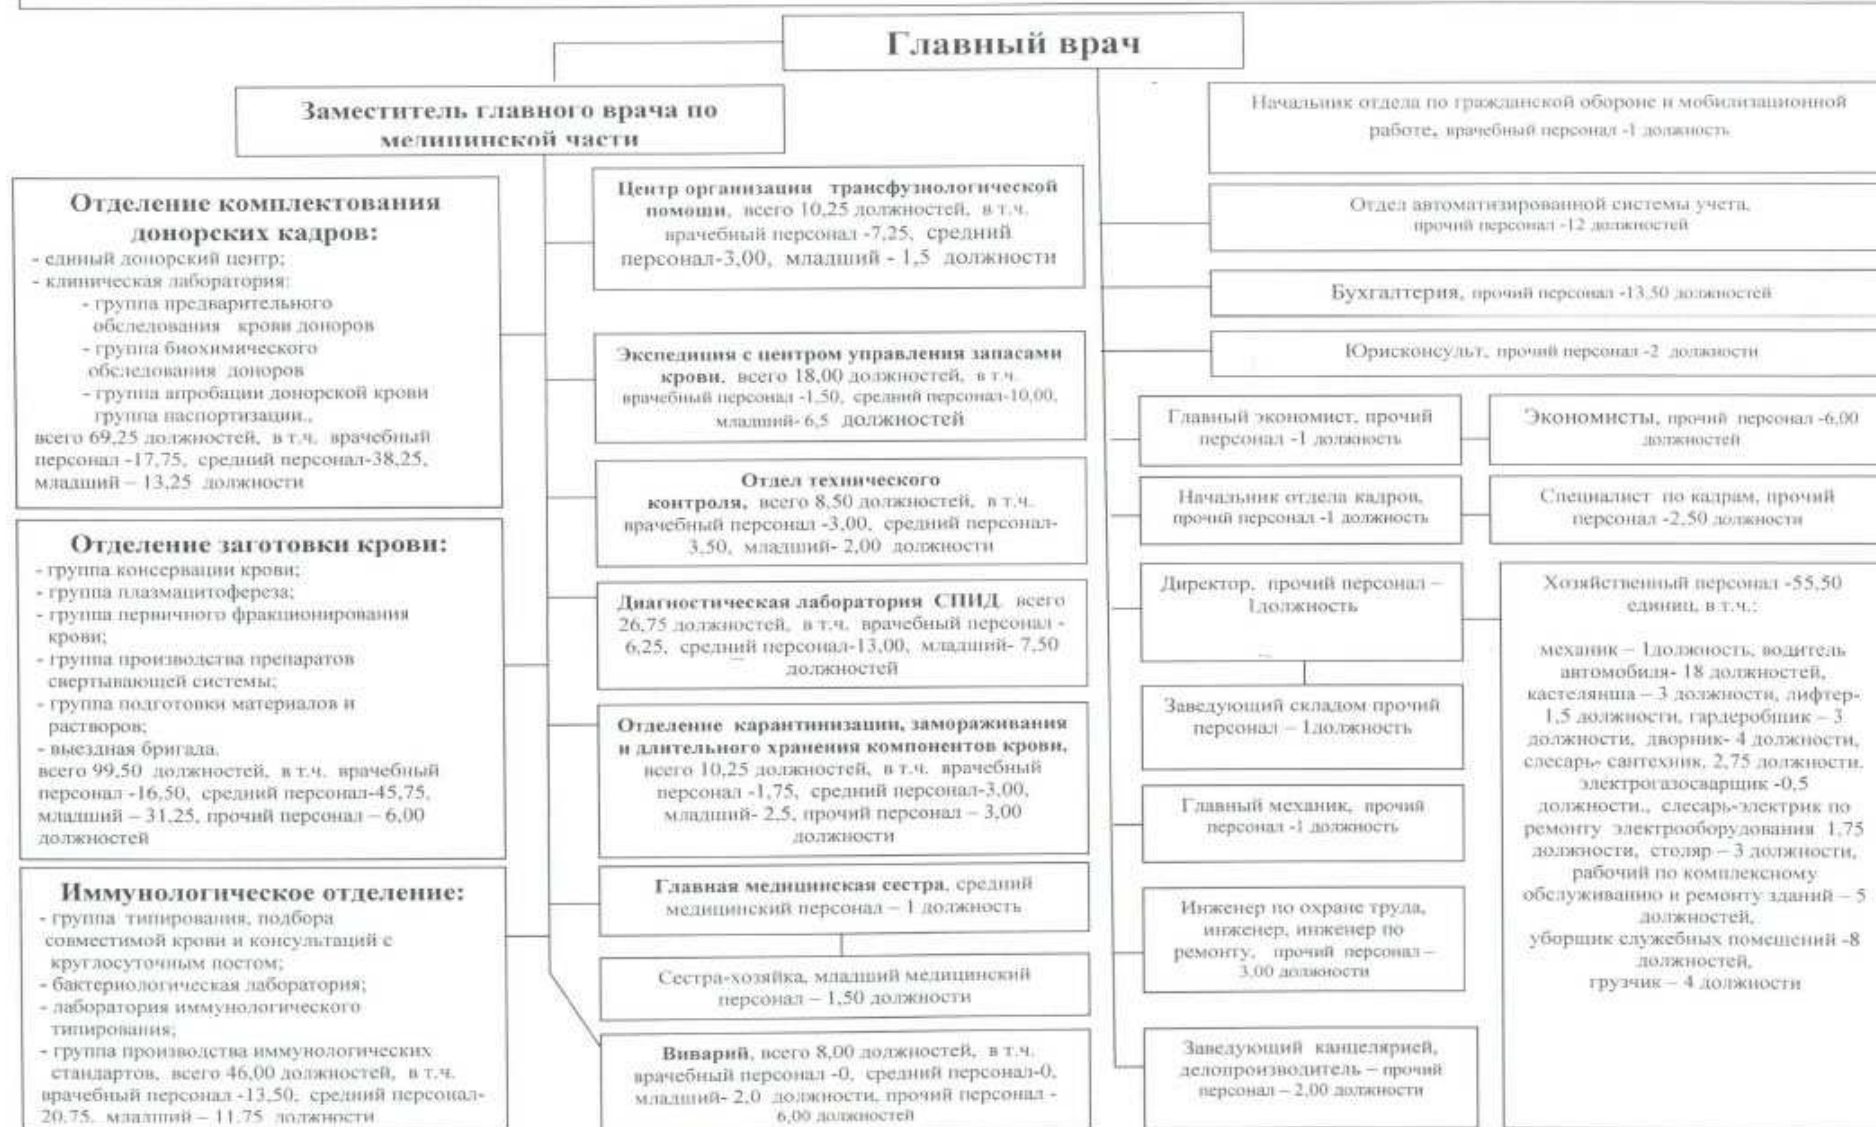 Главный врач
Заместитель главного врача по
медицинской части
Отделение комплектования
донорских кадров:
- единый донорский центр;
- клиническая лаборатория:
- группа предварительного
обследования крови доноров
- группа биохимического
обследования доноров
- группа апробации донорской крови
группа паспортизации.,
всего 69,25 должностей, в т.ч. врачебный
персонал -17,75, средний персонал-38,25,
младший – 13,25 должности
Отделение заготовки крови:
- группа консервации крови;
- группа плазмацитофереза;
- группа первичного фракционирования
крови;
- группа производства препаратов
свертывающей системы;
- группа подготовки материалов и
растворов;
- выездная бригада.
всего 99,50 должностей, в т.ч. врачебный
персонал -16,50, средний персонал-45,75,
младший – 31,25, прочий персонал – 6,00
должностей
Иммунологическое отделение:
- группа типирования, подбора
совместимой крови и консультаций с
круглосуточным постом;
- бактериологическая лаборатория;
- лаборатория иммунологического
типирования;
- группа производства иммунологических
стандартов, всего 46,00 должностей, в т.ч.
врачебный персонал -13,50, средний персонал-
20,75, младший – 11,75 должности
Центр организации трансфузиологической
помощи, всего 10,25 должностей, в т.ч.
врачебный персонал -7,25, средний
персонал-3,00, младший - 1,5 должности
Экспедиция с центром управления запасами
крови, всего 18,00 должностей, в т.ч.
врачебный персонал -1,50, средний персонал-10,00,
младший- 6,5 должностей
Отдел технического
контроля, всего 8,50 должностей, в т.ч.
врачебный персонал -3,00, средний персонал-
3,50, младший- 2,00 должности
Диагностическая лаборатория СПИД, всего
26,75 должностей, в т.ч. врачебный персонал -
6,25, средний персонал-13,00, младший- 7,50
должностей
Отделение карантинизации, замораживания
и длительного хранения компонентов крови,
всего 10,25 должностей, в т.ч. врачебный
персонал -1,75, средний персонал-3,00,
младший- 2,5, прочий персонал – 3,00
должности
Главная медицинская сестра, средний
медицинский персонал – 1 должность
Сестра-хозяйка, младший медицинский
персонал – 1,50 должности
Виварий, всего 8,00 должностей, в т.ч.
врачебный персонал -0, средний персонал-0,
младший- 2,0 должности, прочий персонал -
6,00 должностей
Начальник отдела по гражданской обороне и мобилизационной
работе, врачебный персонал -1 должность
Отдел автоматизированной системы учета,
прочий персонал -12 должностей
Бухгалтерия, прочий персонал -13,50 должностей
Юрисконсульт, прочий персонал -2 должности
Главный экономист, прочий
персонал -1 должность
Экономисты, прочий персонал -6,00
должностей
Начальник отдела кадров,
прочий персонал -1 должность
Специалист по кадрам, прочий
персонал -2,50 должности
Директор, прочий персонал –
1должность
Заведующий складом прочий
персонал – 1должность
Главный механик, прочий
персонал -1 должность
Инженер по охране труда,
инженер, инженер по
ремонту, прочий персонал –
3,00 должности
Заведующий канцелярией,
делопроизводитель – прочий
персонал – 2,00 должности
Хозяйственный персонал -55,50
единиц, в т.ч.:
механик – 1должность, водитель
автомобиля- 18 должностей,
кастелянша – 3 должности, лифтер-
1,5 должности, гардеробщик – 3
должности, дворник- 4 должности,
слесарь- сантехник, 2,75 должности.
электрогазосварщик -0,5
должности., слесарь-электрик по
ремонту электрооборудования 1,75
должности, столяр – 3 должности,
рабочий по комплексному
обслуживанию и ремонту зданий – 5
должностей,
уборщик служебных помещений -8
должностей,
грузчик – 4 должности